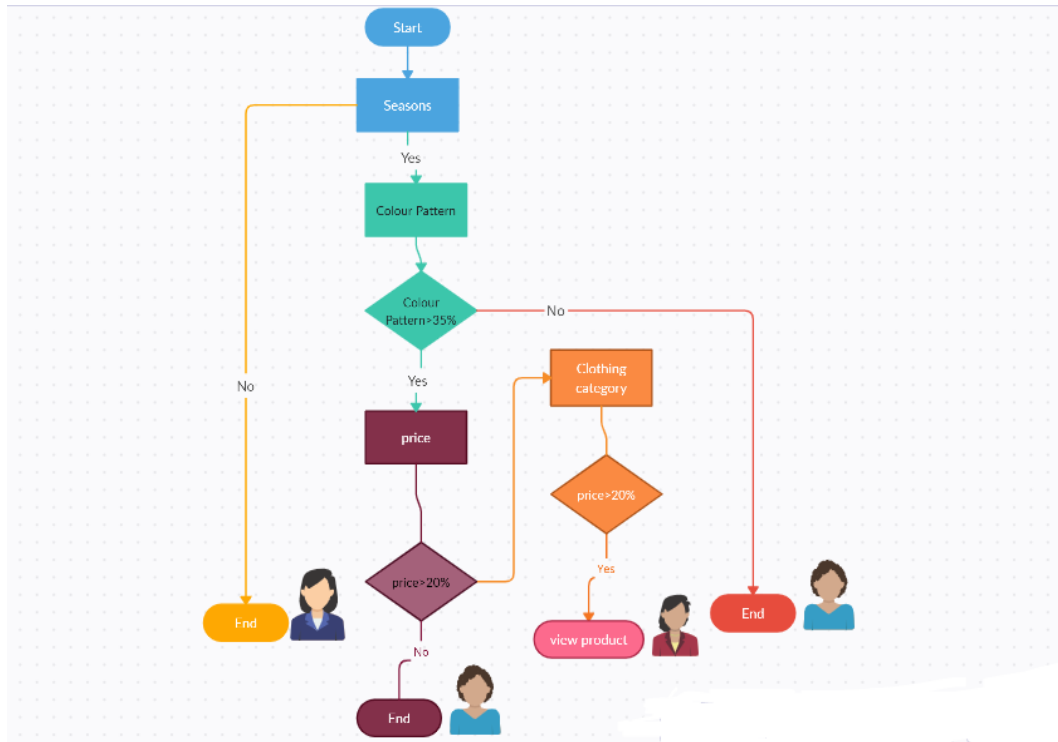 Start
Seasons
Yes
Colour Pattern
Colour
Pattern>35%
No
Yes
Clothing
category
No
price
price>20%
price>20%
Yes
End
view product
End
No
End